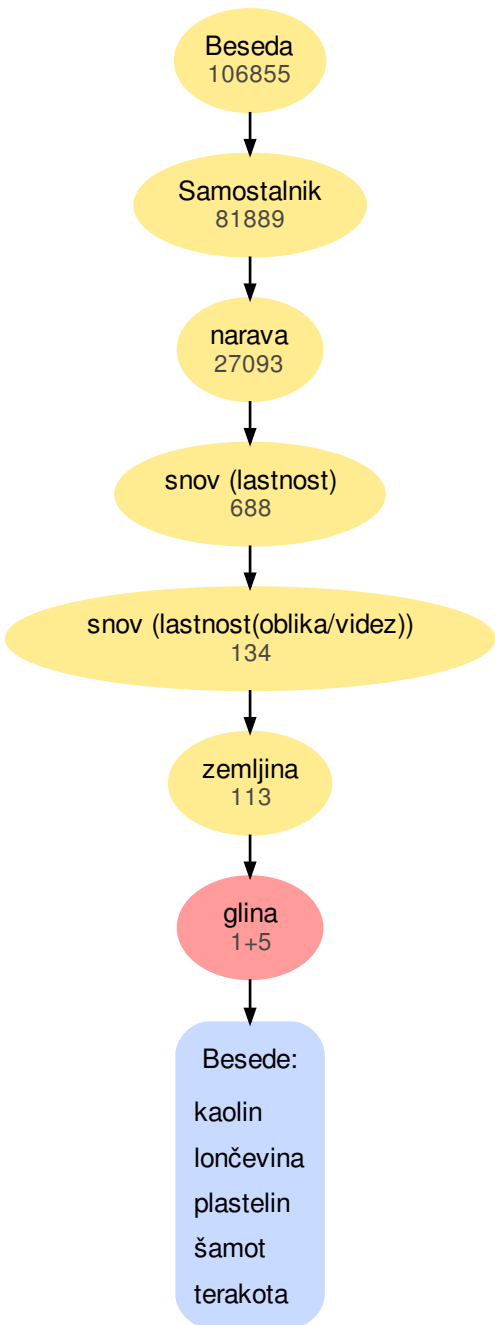 Beseda
106855
Samostalnik
81889
narava
27093
snov (lastnost)
688
snov (lastnost(oblika/videz))
134
zemljina
113
glina
1+5
Besede:
kaolin
lončevina
plastelin
šamot
terakota